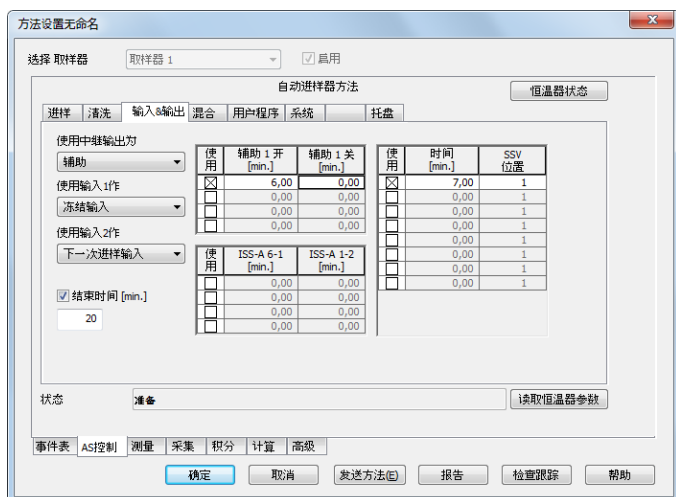 方法设置无命名
选择 取样器 取样器 1 启用
自动进样器方法 恒温器状态
进样 清洗 输入&输出 混合 用户程序 系统 托盘
使用中继输出为
辅助
使用输入1作
冻结输入
使用输入2作
下一次进样输入
结束时间 [min.]
20
使用 辅助 1 开 [min.] 辅助 1 关 [min.]
6,00 0,00
0,00 0,00
0,00 0,00
0,00 0,00
使用 ISS-A 6-1 [min.] ISS-A 1-2 [min.]
0,00 0,00
0,00 0,00
0,00 0,00
0,00 0,00
使用 时间 [min.] SSV 位置
7,00 1
0,00 1
0,00 1
0,00 1
0,00 1
0,00 1
0,00 1
0,00 1
状态 准备 读取恒温器参数
事件表 AS控制 测量 采集 积分 计算 高级
确定 取消 发送方法(E) 报告 检查跟踪 帮助